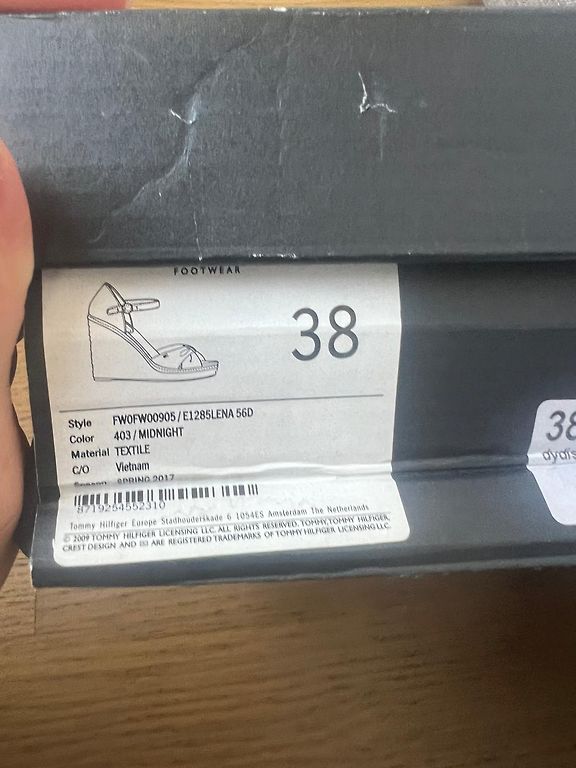 FOOTWEAR
38
Style FW0FW00905/E1285LENA 56D
Color 403/MIDNIGHT
Material TEXTILE
C/O Vietnam
Season SPRING 2017
8719254552310
Tommy Hilfiger Europe Stadhouderskade 6 1054ES Amsterdam The Netherlands
© 2009 TOMMY HILFIGER LICENSING LLC. ALL RIGHTS RESERVED. TOMMY, TOMMY HILFIGER,
CREST DESIGN AND ARE REGISTERED TRADEMARKS OF TOMMY HILFIGER LICENSING LLC.
38